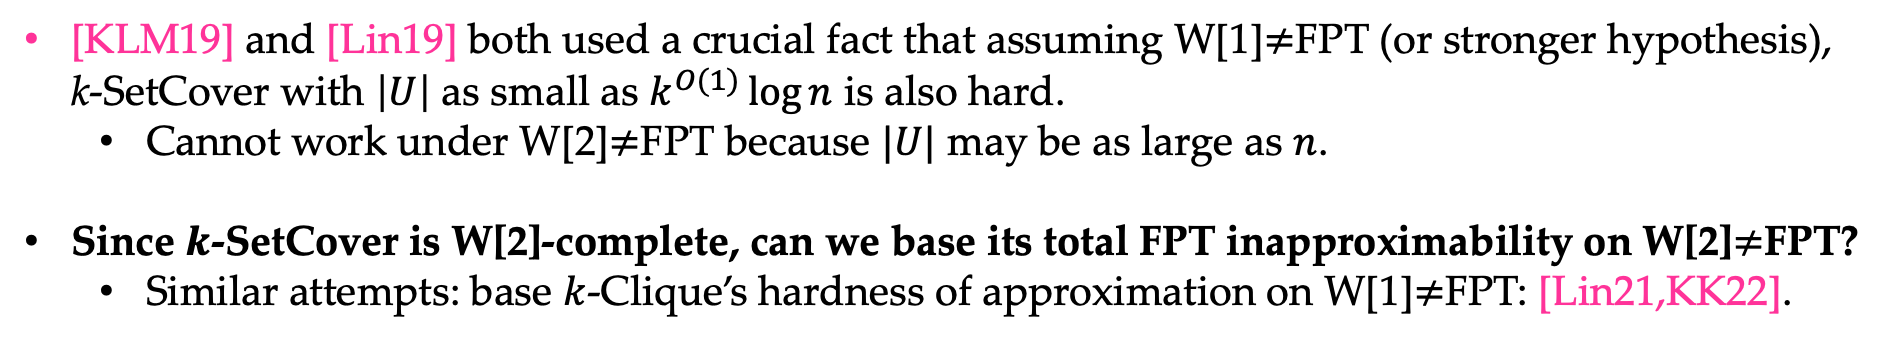 • [KLM19] and [Lin19] both used a crucial fact that assuming W[1]≠FPT (or stronger hypothesis),
k-SetCover with |U| as small as k^{O(1)} log n is also hard.
• Cannot work under W[2]≠FPT because |U| may be as large as n.
• Since k-SetCover is W[2]-complete, can we base its total FPT inapproximability on W[2]≠FPT?
• Similar attempts: base k-Clique's hardness of approximation on W[1]≠FPT: [Lin21,KK22].